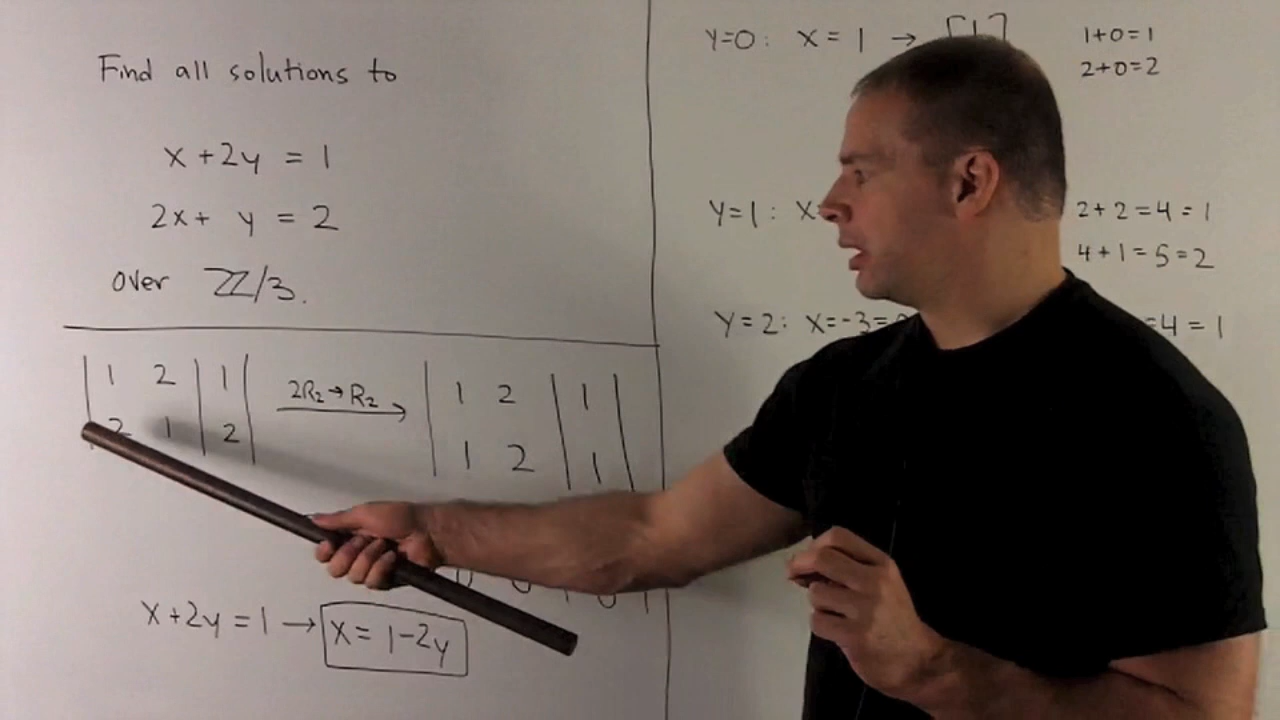 Find all solutions to
x + 2y = 1
2x + y = 2
over ℤ/3.
| 1 2 | 1 |
| 2 1 | 2 |
2R₂→R₂
| 1 2 | 1 |
| 1 2 | 1 |
x + 2y = 1 → x = 1-2y
y=0: x = 1 → [1]
1+0=1
2+0=2
y=1: x
2+2=4=1
4+1=5=2
y=2: x=-3=
=4=1